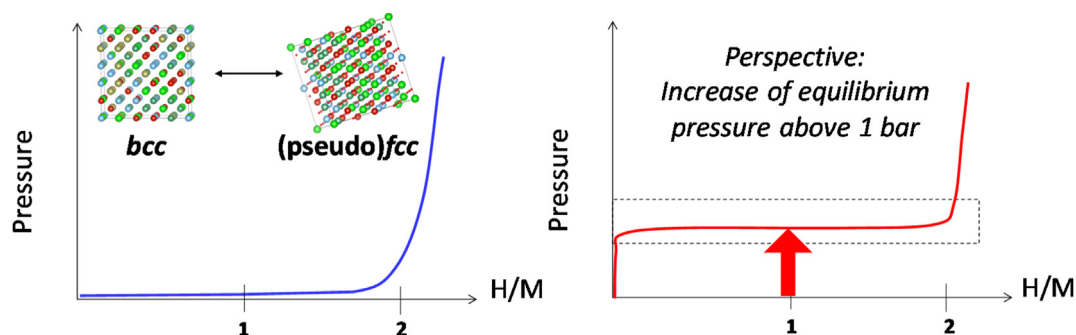 bcc
(pseudo)fcc
Pressure
H/M
1
2
Perspective:
Increase of equilibrium
pressure above 1 bar
Pressure
H/M
1
2